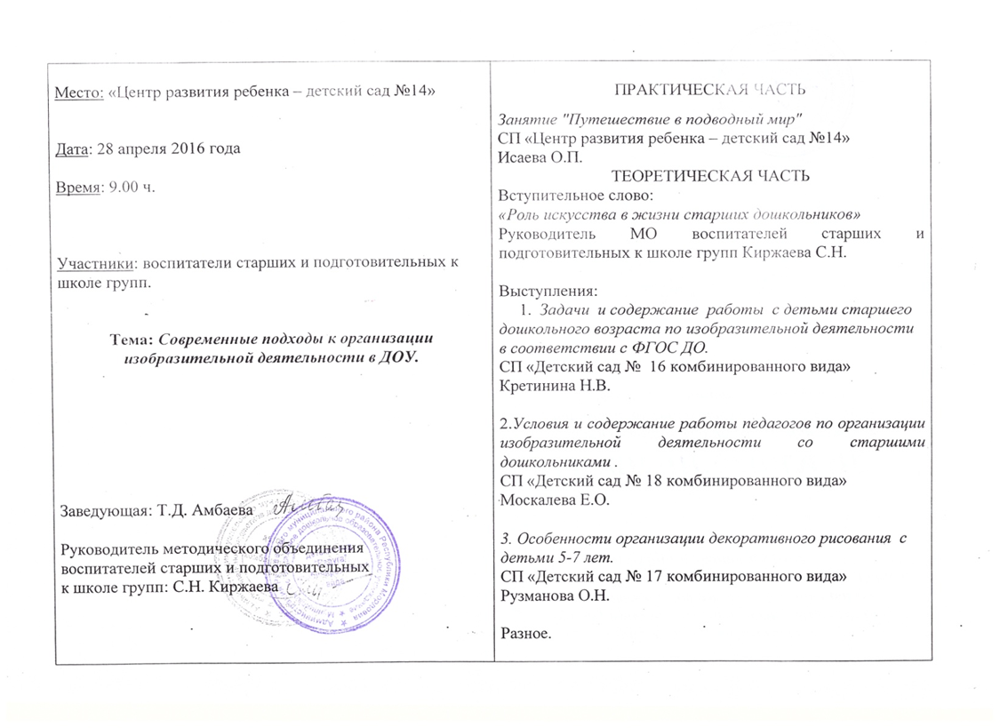 Место: «Центр развития ребенка – детский сад №14»
Дата: 28 апреля 2016 года
Время: 9.00 ч.
Участники: воспитатели старших и подготовительных к
школе групп.
Тема: Современные подходы к организации
изобразительной деятельности в ДОУ.
Заведующая: Т.Д. Амбаева
Руководитель методического объединения
воспитателей старших и подготовительных
к школе групп: С.Н. Киржаева
ПРАКТИЧЕСКАЯ ЧАСТЬ
Занятие "Путешествие в подводный мир"
СП «Центр развития ребенка – детский сад №14»
Исаева О.П.
ТЕОРЕТИЧЕСКАЯ ЧАСТЬ
Вступительное слово:
«Роль искусства в жизни старших дошкольников»
Руководитель МО воспитателей старших и
подготовительных к школе групп Киржаева С.Н.
Выступления:
1. Задачи и содержание работы с детьми старшего
дошкольного возраста по изобразительной деятельности
в соответствии с ФГОС ДО.
СП «Детский сад № 16 комбинированного вида»
Кретинина Н.В.
2.Условия и содержание работы педагогов по организации
изобразительной деятельности со старшими
дошкольниками .
СП «Детский сад № 18 комбинированного вида»
Москалева Е.О.
3. Особенности организации декоративного рисования с
детьми 5-7 лет.
СП «Детский сад № 17 комбинированного вида»
Рузманова О.Н.
Разное.
муниципального района Республики Мордовия